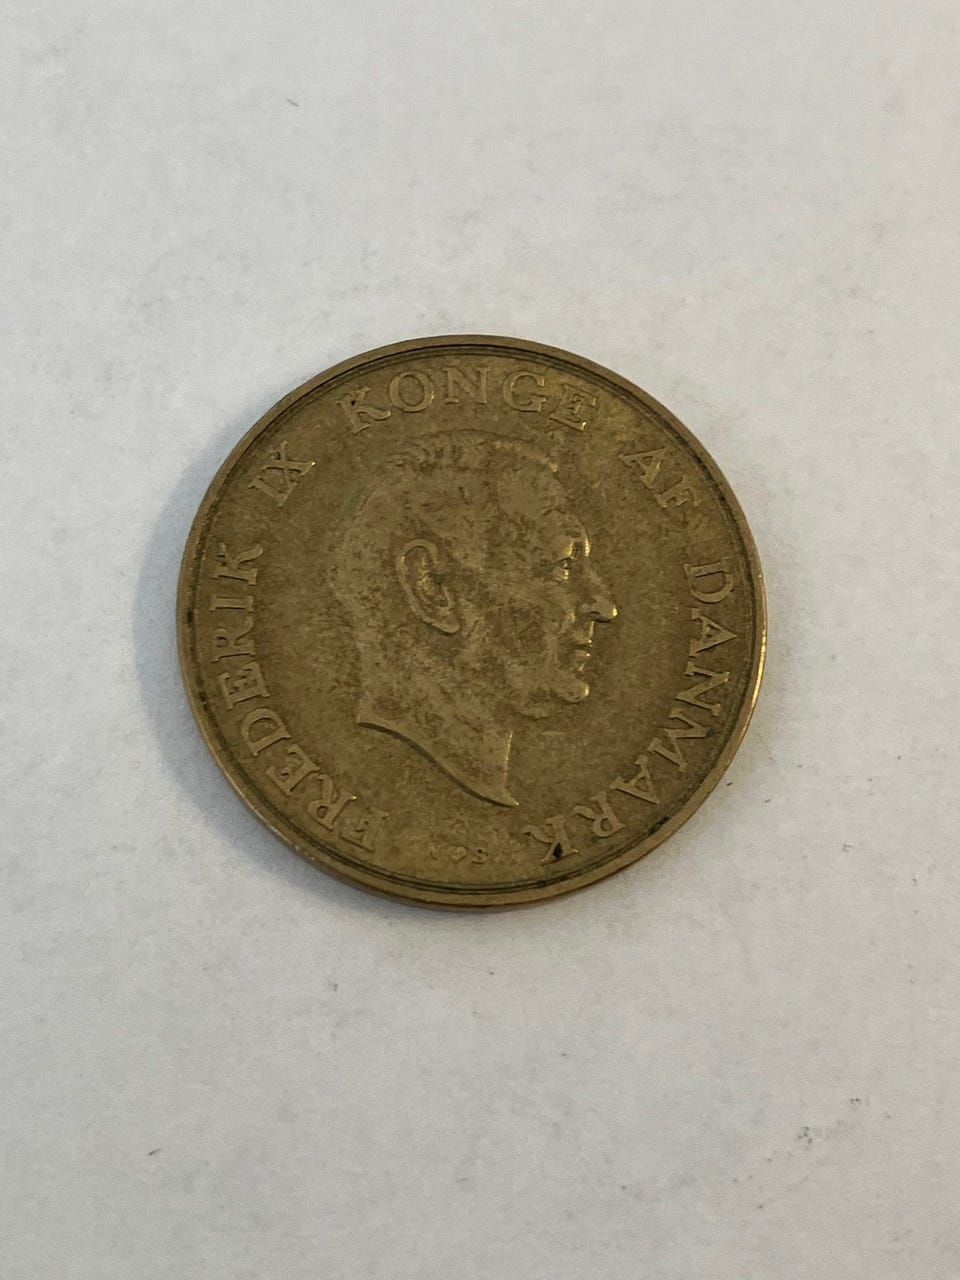 FREDERIK IX KONGE AF DANMARK